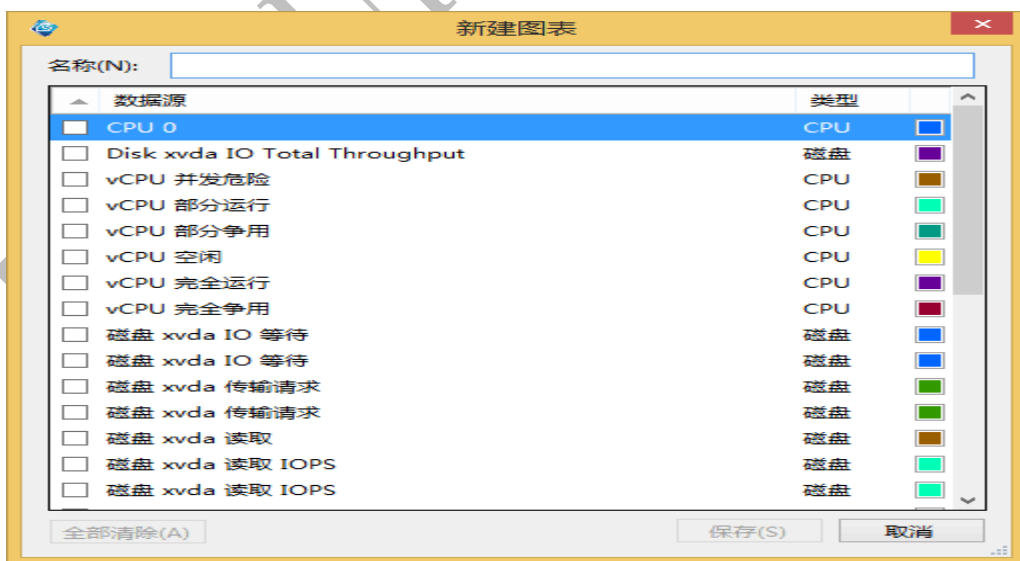 新建图表
名称(N):
数据源 类型
CPU 0 CPU
Disk xvda IO Total Throughput 磁盘
vCPU 并发危险 CPU
vCPU 部分运行 CPU
vCPU 部分争用 CPU
vCPU 空闲 CPU
vCPU 完全运行 CPU
vCPU 完全争用 CPU
磁盘 xvda IO 等待 磁盘
磁盘 xvda IO 等待 磁盘
磁盘 xvda 传输请求 磁盘
磁盘 xvda 传输请求 磁盘
磁盘 xvda 读取 磁盘
磁盘 xvda 读取 IOPS 磁盘
磁盘 xvda 读取 IOPS 磁盘
全部清除(A) 保存(S) 取消